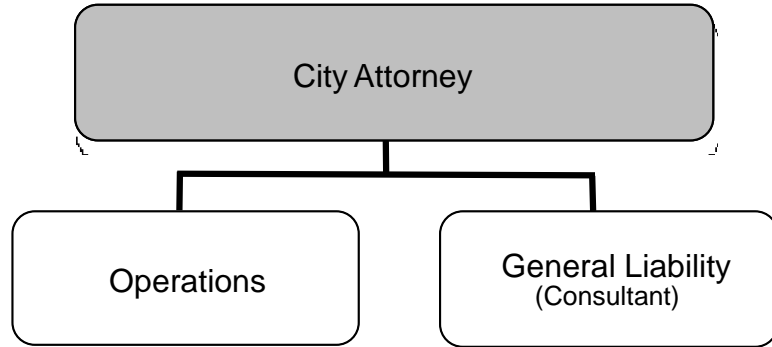 City Attorney
Operations
General Liability
(Consultant)